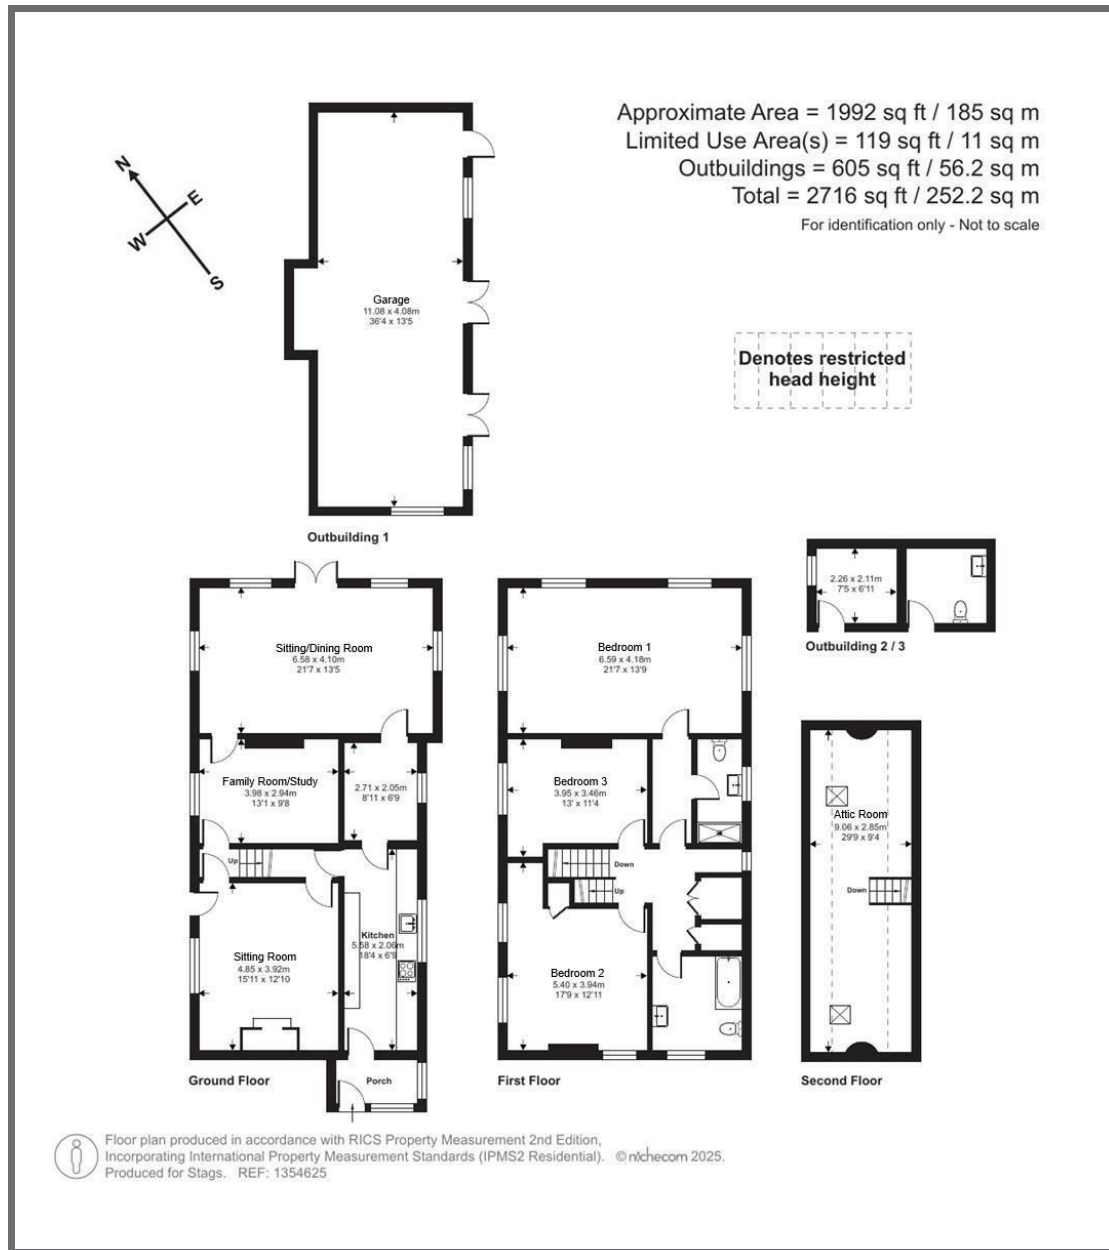 Approximate Area = 1992 sq ft / 185 sq m
Limited Use Area(s) = 119 sq ft / 11 sq m
Outbuildings = 605 sq ft / 56.2 sq m
Total = 2716 sq ft / 252.2 sq m
For identification only - Not to scale
N
E
W
S
Garage
11.08 x 4.08m
36'4 x 13'5
Denotes restricted
head height
Outbuilding 1
2.26 x 2.11m
7'5 x 6'11
Outbuilding 2 / 3
Sitting/Dining Room
6.58 x 4.10m
21'7 x 13'5
Family Room/Study
3.98 x 2.94m
13'1 x 9'8
2.71 x 2.05m
8'11 x 6'9
Up
Kitchen
5.58 x 2.06m
18'4 x 6'9
Sitting Room
4.85 x 3.92m
15'11 x 12'10
Porch
Ground Floor
Bedroom 1
6.59 x 4.18m
21'7 x 13'9
Bedroom 3
3.95 x 3.46m
13' x 11'4
Down
Up
Bedroom 2
5.40 x 3.94m
17'9 x 12'11
First Floor
Attic Room
9.06 x 2.85m
29'9 x 9'4
Down
Second Floor
Floor plan produced in accordance with RICS Property Measurement 2nd Edition,
Incorporating International Property Measurement Standards (IPMS2 Residential). © nichecom 2025.
Produced for Stags. REF: 1354625